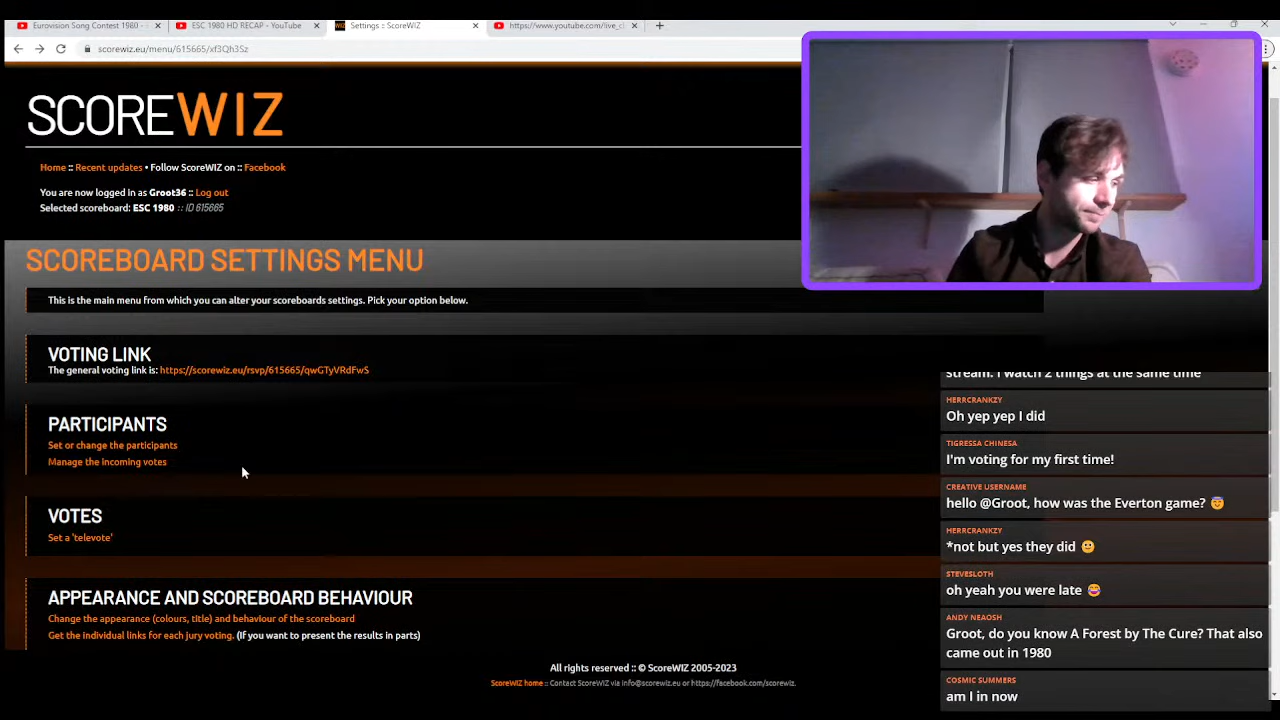 Eurovision Song Contest 1980 -
ESC 1980 HD RECAP - YouTube
Settings :: ScoreWIZ
https://www.youtube.com/live_c
scorewiz.eu/menu/615665/xf3Qh3Sz
SCOREWIZ
Home :: Recent updates • Follow ScoreWIZ on :: Facebook
You are now logged in as Groot36 :: Log out
Selected scoreboard: ESC 1980 :: ID 615665
SCOREBOARD SETTINGS MENU
This is the main menu from which you can alter your scoreboards settings. Pick your option below.
VOTING LINK
The general voting link is: https://scorewiz.eu/rsvp/615665/qwGTyVRdFwS
PARTICIPANTS
Set or change the participants
Manage the incoming votes
VOTES
Set a 'televote'
APPEARANCE AND SCOREBOARD BEHAVIOUR
Change the appearance (colours, title) and behaviour of the scoreboard
Get the individual links for each jury voting. (If you want to present the results in parts)
All rights reserved :: © ScoreWIZ 2005-2023
ScoreWIZ home :: Contact ScoreWIZ via info@scorewiz.eu or https://facebook.com/scorewiz.
stream. I watch 2 things at the same time
HERRCRANKZY
Oh yep yep I did
TIGRESSA CHINESA
I'm voting for my first time!
CREATIVE USERNAME
hello @Groot, how was the Everton game? 😇
HERRCRANKZY
*not but yes they did 🙂
STEVESLOTH
oh yeah you were late 😂
ANDY NEAOSH
Groot, do you know A Forest by The Cure? That also
came out in 1980
COSMIC SUMMERS
am I in now